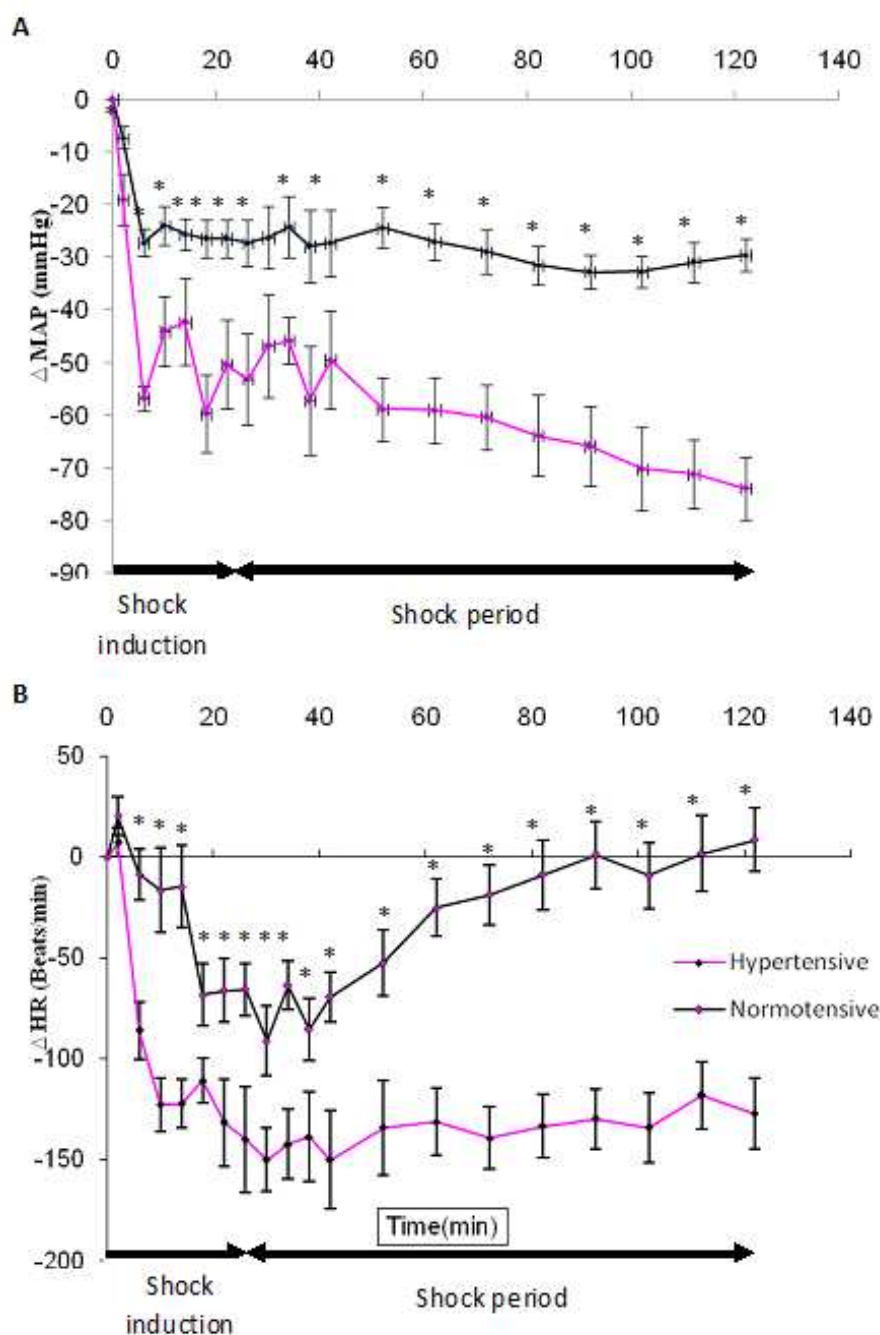 A
0 20 40 60 80 100 120 140
0
-10
-20
-30
-40
-50
-60
-70
-80
-90
△MAP (mmHg)
* * * * * * * * * * * * * * * *
Shock induction
Shock period
B
0 20 40 60 80 100 120 140
50
0
-50
-100
-150
-200
△HR (Beats/min)
* * * * * * * * * * * * * * * * * *
Hypertensive
Normotensive
Time(min)
Shock induction
Shock period